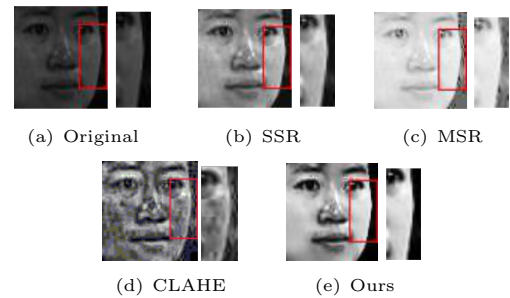 (a) Original
(b) SSR
(c) MSR
(d) CLAHE
(e) Ours